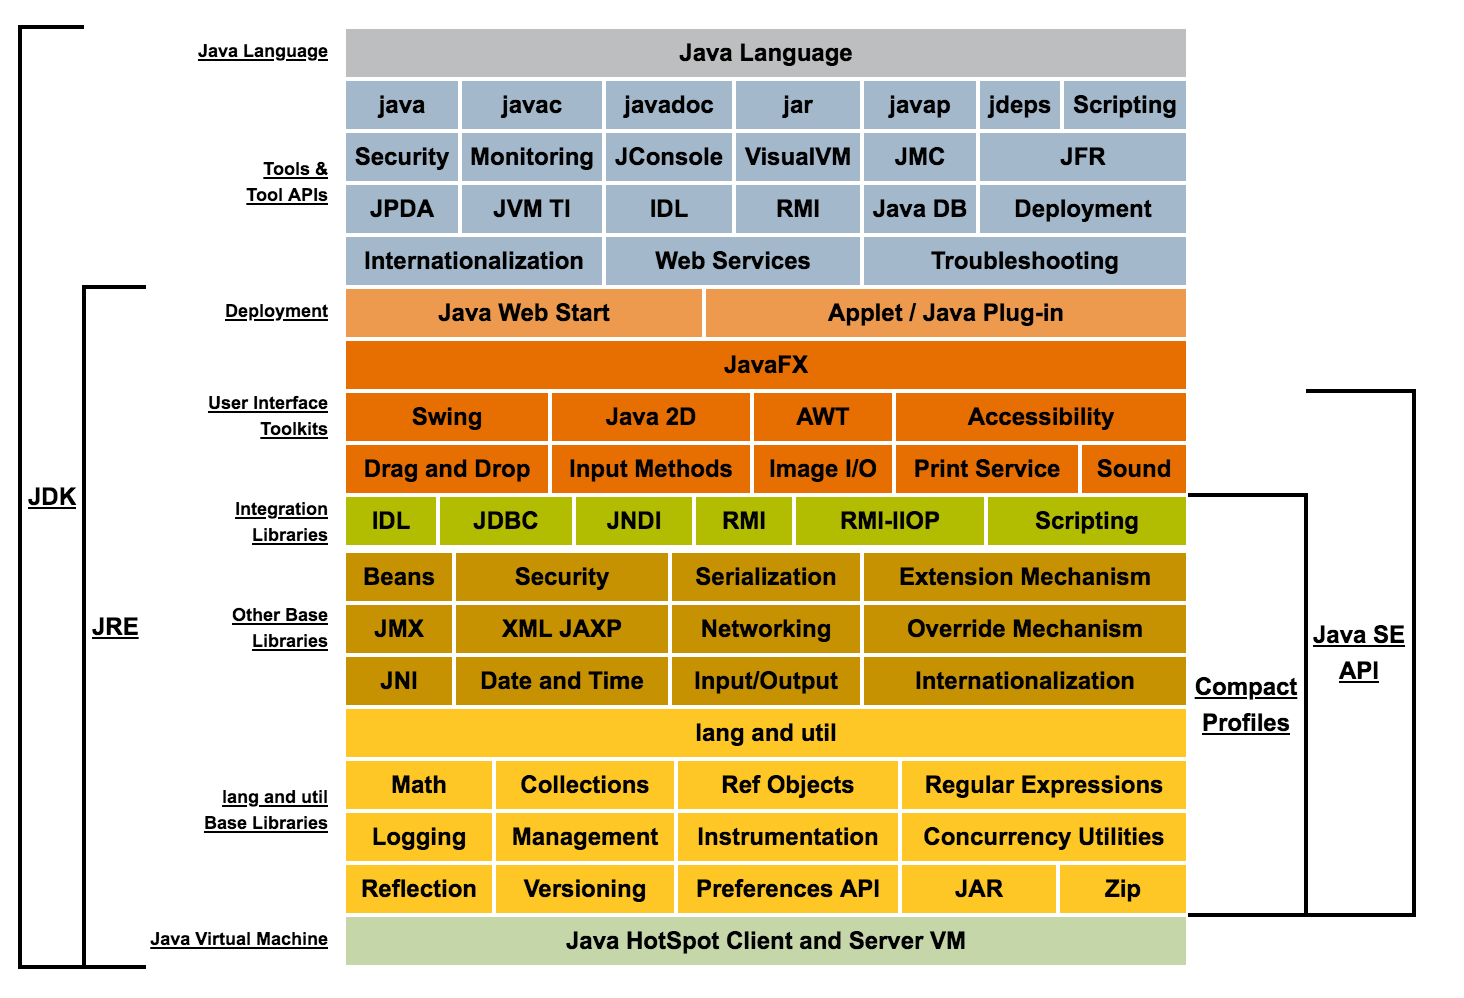 Java Language
Java Language
java javac javadoc jar javap jdeps Scripting
Tools &
Tool APIs
Security Monitoring JConsole VisualVM JMC JFR
JPDA JVM TI IDL RMI Java DB Deployment
Internationalization Web Services Troubleshooting
Deployment
Java Web Start Applet / Java Plug-in
JavaFX
User Interface
Toolkits
Swing Java 2D AWT Accessibility
Drag and Drop Input Methods Image I/O Print Service Sound
JDK
Integration
Libraries
IDL JDBC JNDI RMI RMI-IIOP Scripting
JRE
Other Base
Libraries
Beans Security Serialization Extension Mechanism
JMX XML JAXP Networking Override Mechanism
JNI Date and Time Input/Output Internationalization
Java SE
API
Compact
Profiles
lang and util
lang and util
Base Libraries
Math Collections Ref Objects Regular Expressions
Logging Management Instrumentation Concurrency Utilities
Reflection Versioning Preferences API JAR Zip
Java Virtual Machine
Java HotSpot Client and Server VM